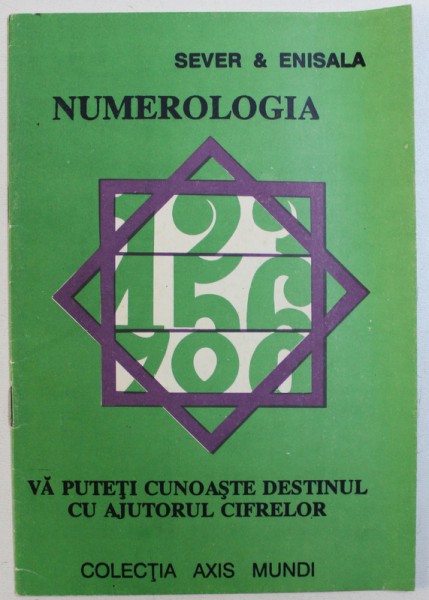 SEVER & ENISALA
NUMEROLOGIA
VĂ PUTEŢI CUNOAŞTE DESTINUL
CU AJUTORUL CIFRELOR
COLECŢIA AXIS MUNDI